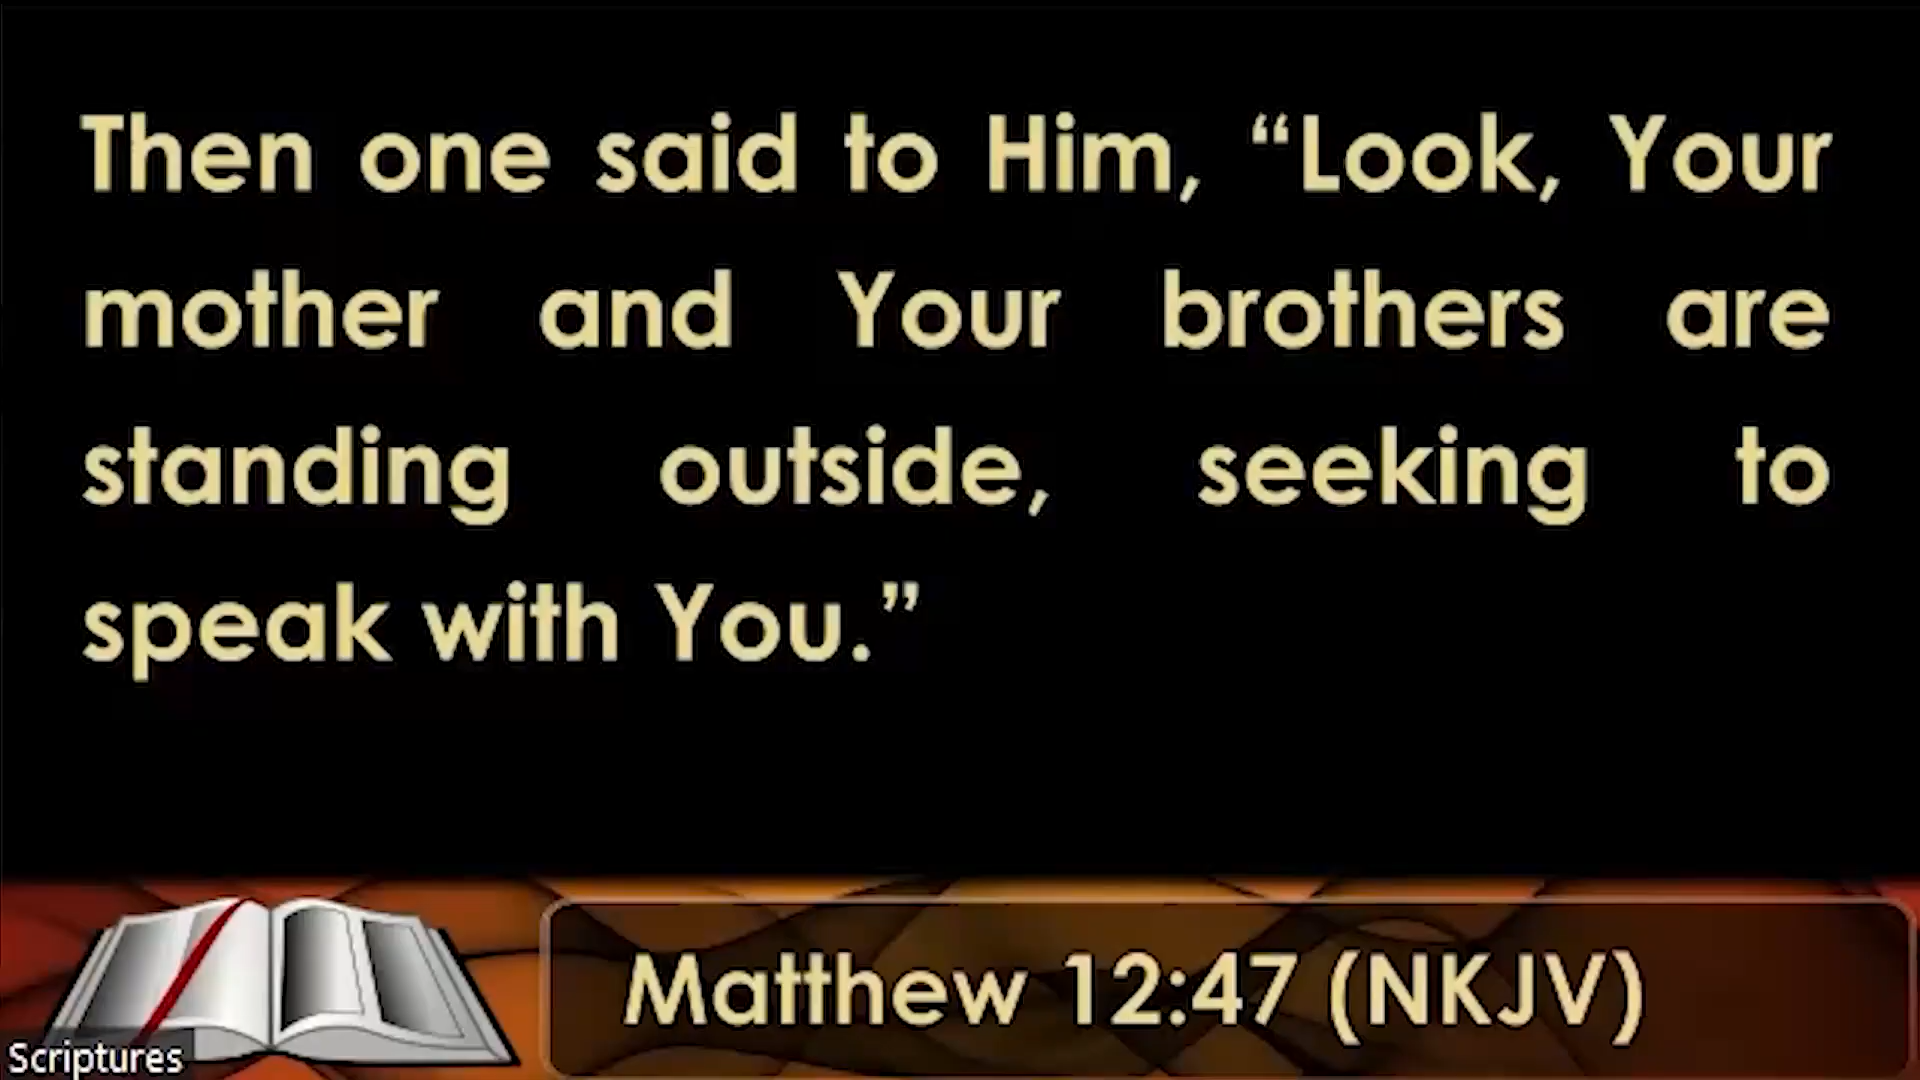 Then one said to Him, “Look, Your
mother and Your brothers are
standing outside, seeking to
speak with You.”
Matthew 12:47 (NKJV)
Scriptures